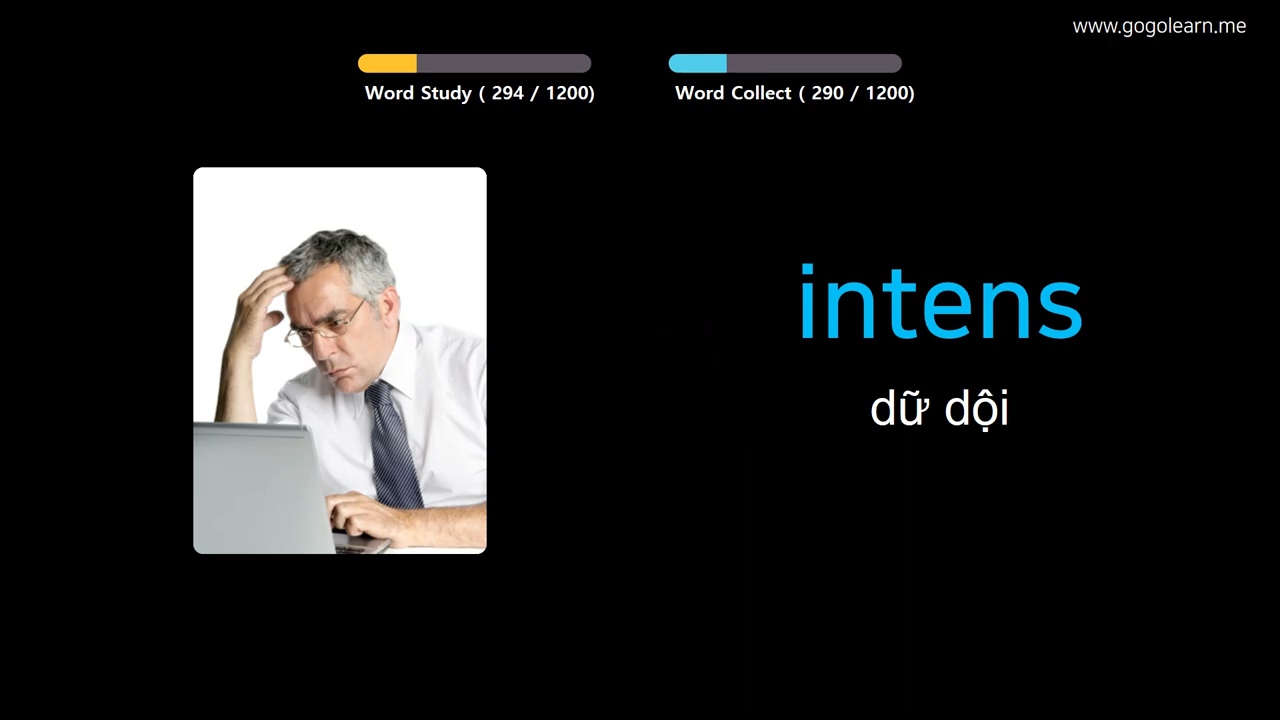 www.gogolearn.me
Word Study ( 294 / 1200)
Word Collect ( 290 / 1200)
intens
dữ dội